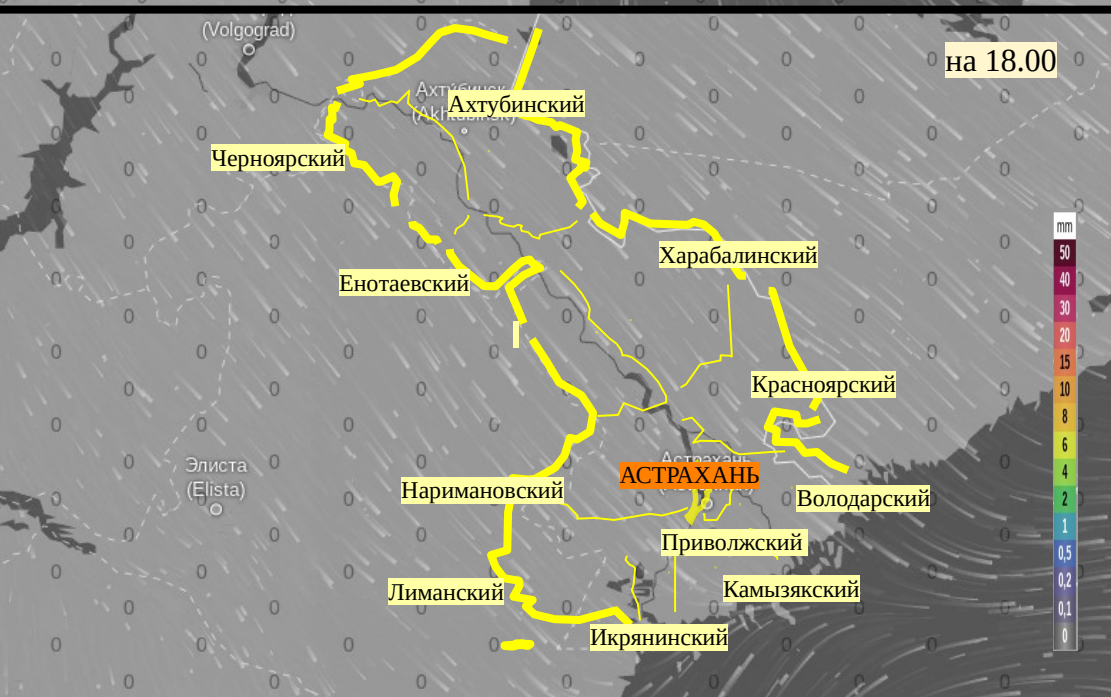 (Volgograd)
на 18.00
Ахтубинск
Ахтубинский
(Akhtubinsk)
Черноярский
mm
50
40
30
20
15
10
8
6
4
2
1
0,5
0,2
0,1
0
Харабалинский
Енотаевский
Красноярский
Элиста
(Elista)
Астрахань
АСТРАХАНЬ
Наримановский
Володарский
Приволжский
Лиманский
Камызякский
Икрянинский